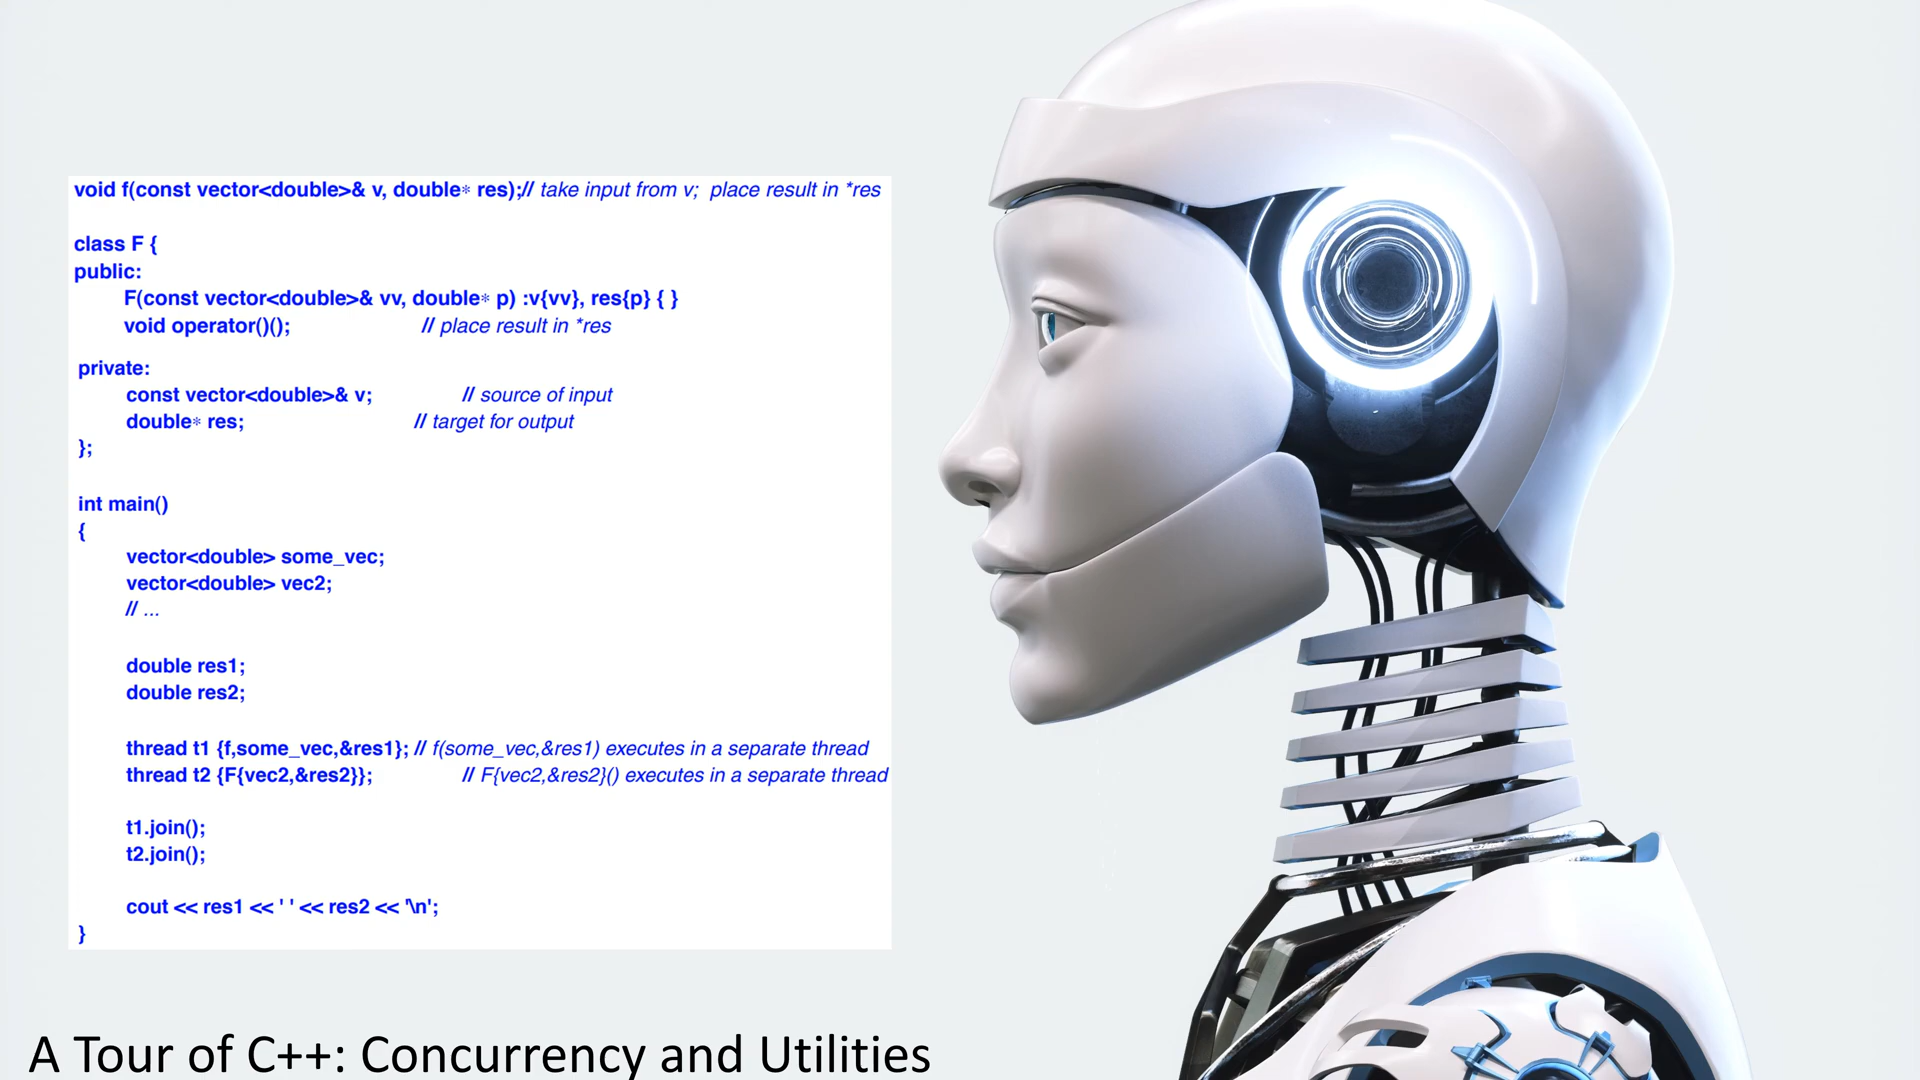 void f(const vector<double>& v, double∗ res);// take input from v; place result in *res
class F {
public:
F(const vector<double>& vv, double∗ p) :v{vv}, res{p} { }
void operator()(); // place result in *res
private:
const vector<double>& v; // source of input
double∗ res; // target for output
};
int main()
{
vector<double> some_vec;
vector<double> vec2;
// ...
double res1;
double res2;
thread t1 {f,some_vec,&res1}; // f(some_vec,&res1) executes in a separate thread
thread t2 {F{vec2,&res2}}; // F{vec2,&res2}() executes in a separate thread
t1.join();
t2.join();
cout << res1 << ' ' << res2 << '\n';
}
A Tour of C++: Concurrency and Utilities